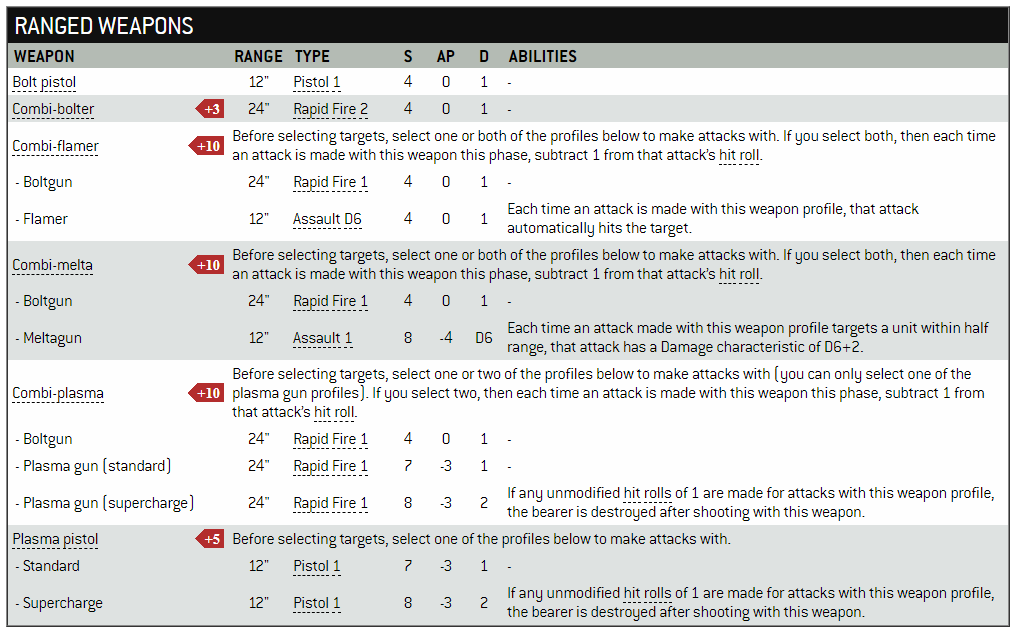 RANGED WEAPONS
WEAPON RANGE TYPE S AP D ABILITIES
Bolt pistol 12" Pistol 1 4 0 1 -
Combi-bolter +3 24" Rapid Fire 2 4 0 1 -
Combi-flamer +10 Before selecting targets, select one or both of the profiles below to make attacks with. If you select both, then each time
an attack is made with this weapon this phase, subtract 1 from that attack's hit roll.
- Boltgun 24" Rapid Fire 1 4 0 1 -
- Flamer 12" Assault D6 4 0 1 Each time an attack is made with this weapon profile, that attack
automatically hits the target.
Combi-melta +10 Before selecting targets, select one or both of the profiles below to make attacks with. If you select both, then each time
an attack is made with this weapon this phase, subtract 1 from that attack's hit roll.
- Boltgun 24" Rapid Fire 1 4 0 1 -
- Meltagun 12" Assault 1 8 -4 D6 Each time an attack made with this weapon profile targets a unit within half
range, that attack has a Damage characteristic of D6+2.
Combi-plasma +10 Before selecting targets, select one or two of the profiles below to make attacks with (you can only select one of the
plasma gun profiles). If you select two, then each time an attack is made with this weapon this phase, subtract 1 from
that attack's hit roll.
- Boltgun 24" Rapid Fire 1 4 0 1 -
- Plasma gun (standard) 24" Rapid Fire 1 7 -3 1 -
- Plasma gun (supercharge) 24" Rapid Fire 1 8 -3 2 If any unmodified hit rolls of 1 are made for attacks with this weapon profile,
the bearer is destroyed after shooting with this weapon.
Plasma pistol +5 Before selecting targets, select one of the profiles below to make attacks with.
- Standard 12" Pistol 1 7 -3 1 -
- Supercharge 12" Pistol 1 8 -3 2 If any unmodified hit rolls of 1 are made for attacks with this weapon profile,
the bearer is destroyed after shooting with this weapon.